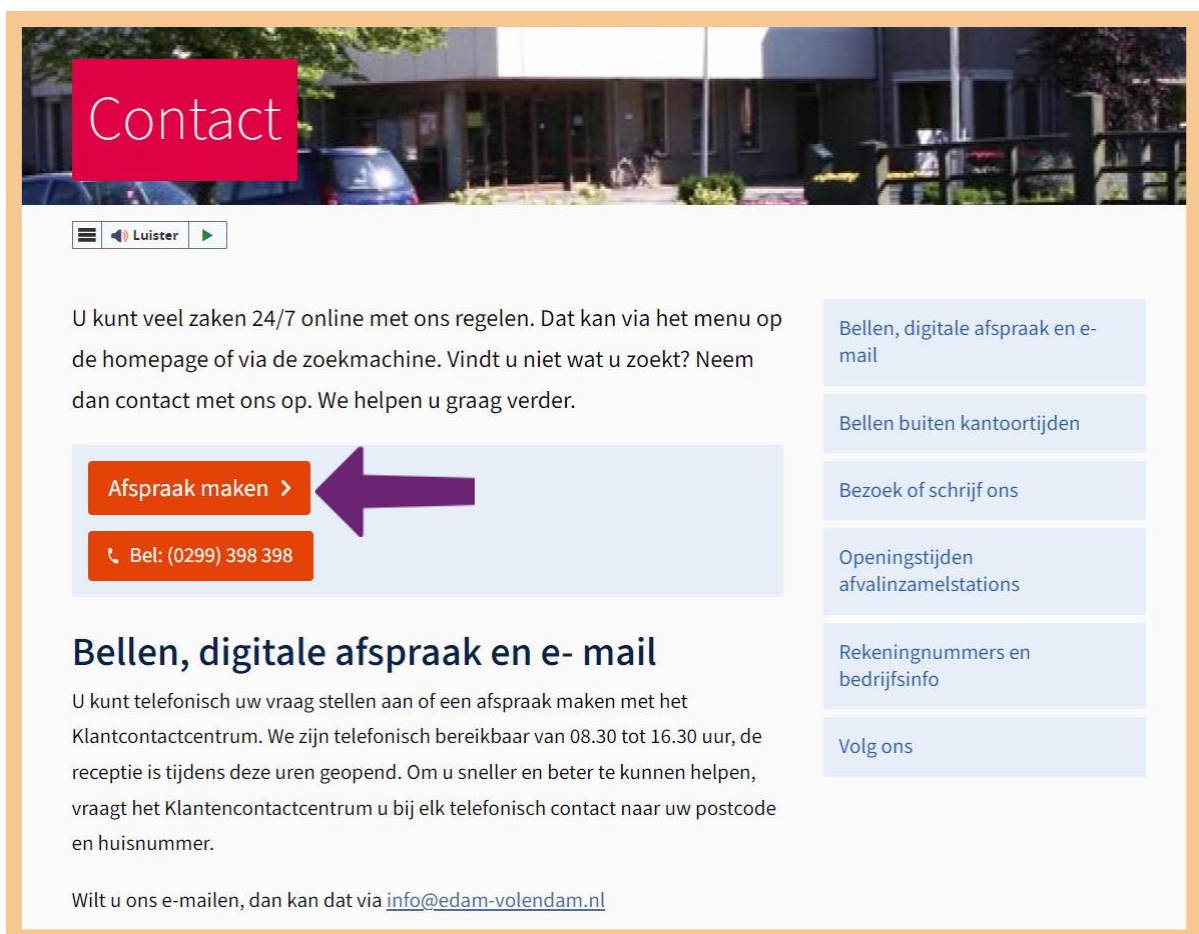 Contact
Luister
U kunt veel zaken 24/7 online met ons regelen. Dat kan via het menu op
de homepage of via de zoekmachine. Vindt u niet wat u zoekt? Neem
dan contact met ons op. We helpen u graag verder.
Afspraak maken
Bel: (0299) 398 398
Bellen, digitale afspraak en e- mail
U kunt telefonisch uw vraag stellen aan of een afspraak maken met het
Klantcontactcentrum. We zijn telefonisch bereikbaar van 08.30 tot 16.30 uur, de
receptie is tijdens deze uren geopend. Om u sneller en beter te kunnen helpen,
vraagt het Klantencontactcentrum u bij elk telefonisch contact naar uw postcode
en huisnummer.
Wilt u ons e-mailen, dan kan dat via info@edam-volendam.nl
Bellen, digitale afspraak en e-
mail
Bellen buiten kantoortijden
Bezoek of schrijf ons
Openingstijden
afvalinzamelstations
Rekeningnummers en
bedrijfsinfo
Volg ons